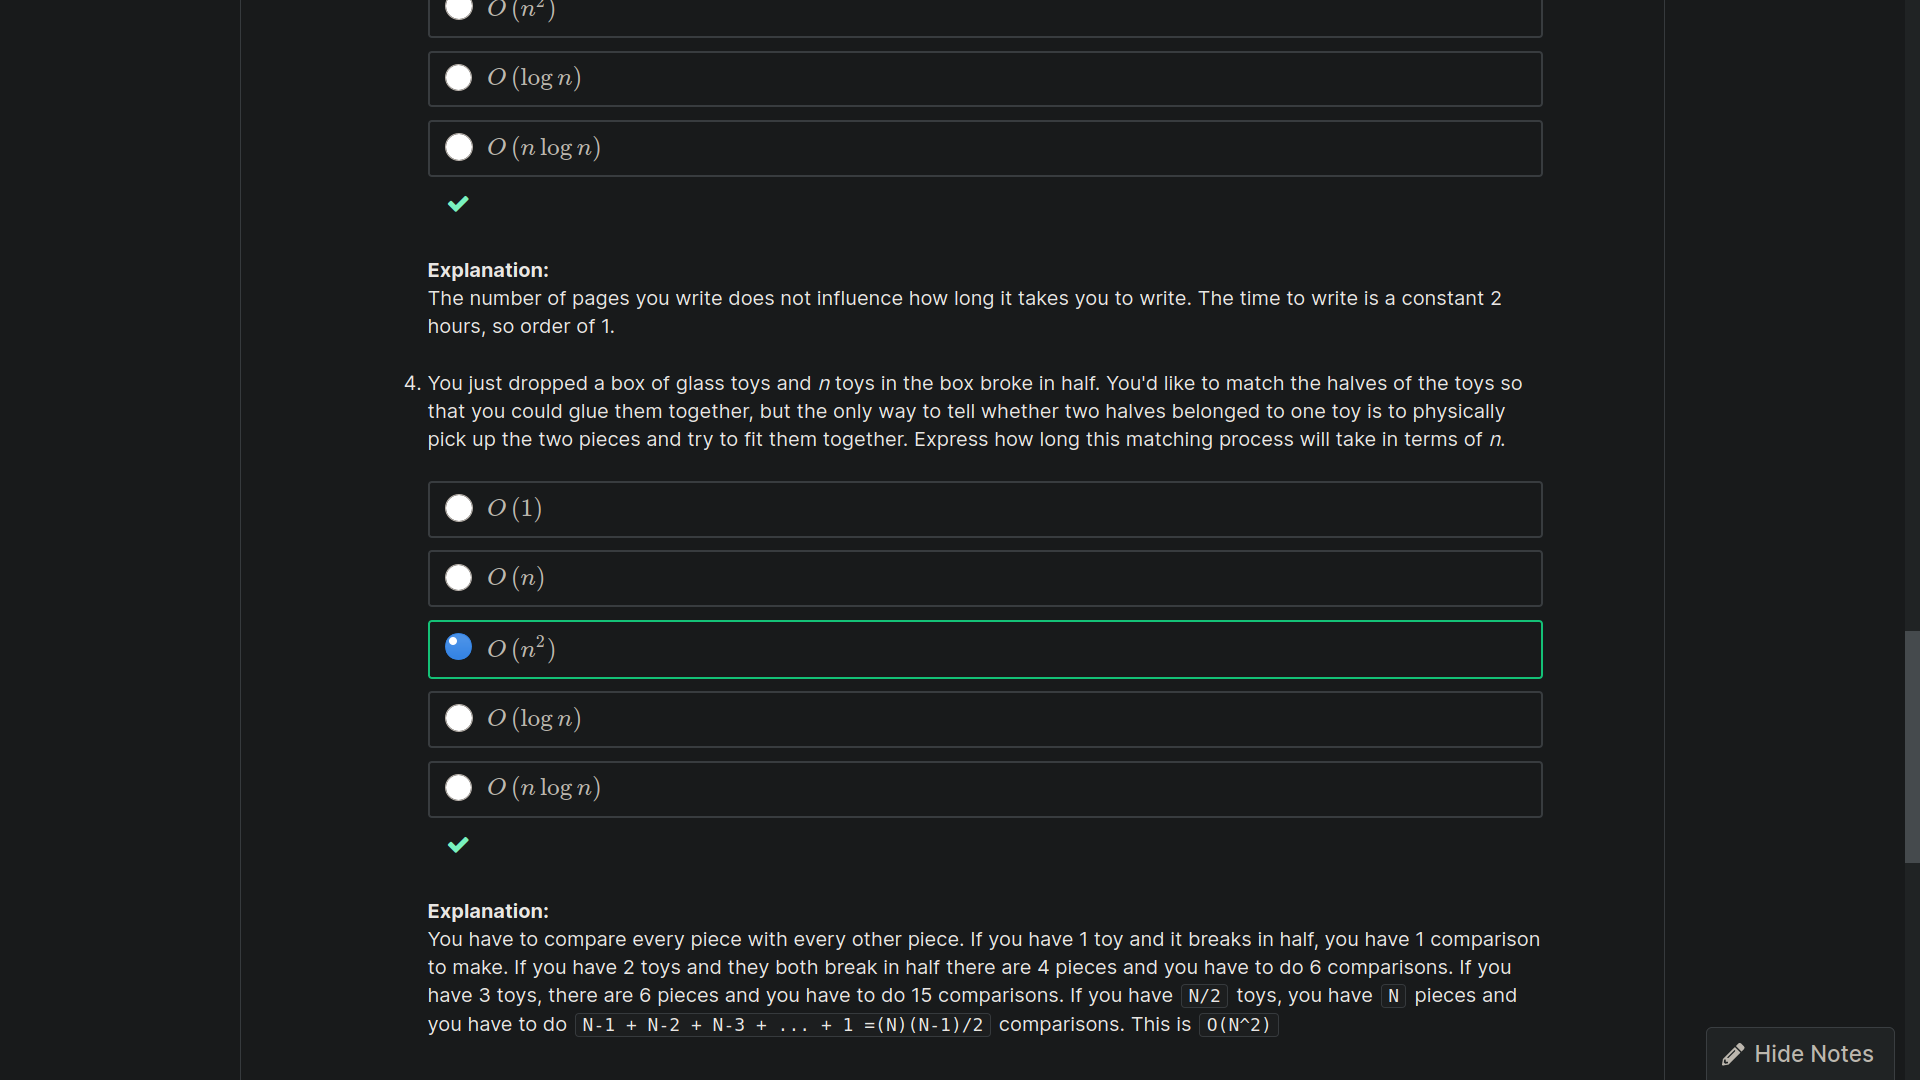 O (n²)
O (log n)
O (n log n)
Explanation:
The number of pages you write does not influence how long it takes you to write. The time to write is a constant 2
hours, so order of 1.
4. You just dropped a box of glass toys and n toys in the box broke in half. You'd like to match the halves of the toys so
that you could glue them together, but the only way to tell whether two halves belonged to one toy is to physically
pick up the two pieces and try to fit them together. Express how long this matching process will take in terms of n.
O (1)
O (n)
O (n²)
O (log n)
O (n log n)
Explanation:
You have to compare every piece with every other piece. If you have 1 toy and it breaks in half, you have 1 comparison
to make. If you have 2 toys and they both break in half there are 4 pieces and you have to do 6 comparisons. If you
have 3 toys, there are 6 pieces and you have to do 15 comparisons. If you have N/2 toys, you have N pieces and
you have to do N-1 + N-2 + N-3 + ... + 1 =(N)(N-1)/2 comparisons. This is O(N^2)
Hide Notes